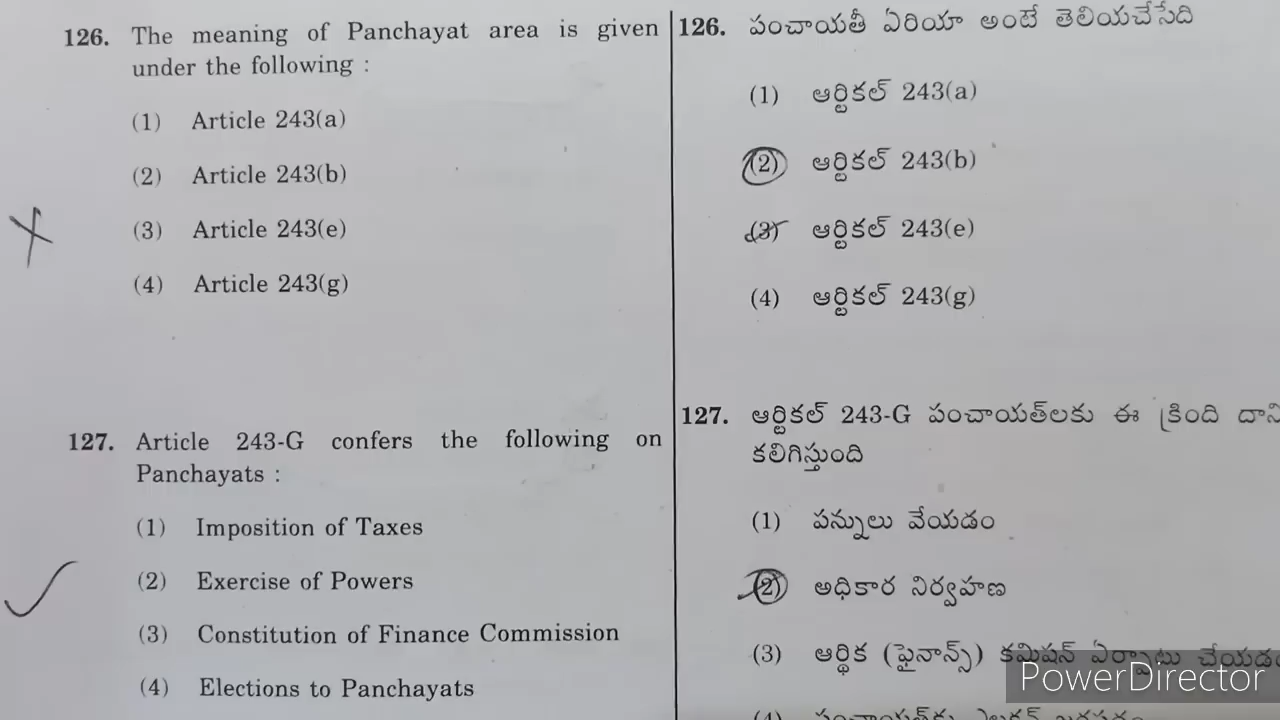 126. The meaning of Panchayat area is given
under the following :
(1) Article 243(a)
(2) Article 243(b)
(3) Article 243(e)
(4) Article 243(g)
127. Article 243-G confers the following on
Panchayats :
(1) Imposition of Taxes
(2) Exercise of Powers
(3) Constitution of Finance Commission
(4) Elections to Panchayats
126. పంచాయతీ ఏరియా అంటే తెలియచేసేది
(1) ఆర్టికల్ 243(a)
(2) ఆర్టికల్ 243(b)
(3) ఆర్టికల్ 243(e)
(4) ఆర్టికల్ 243(g)
127. ఆర్టికల్ 243-G పంచాయత్‌లకు ఈ క్రింది దాని
కలిగిస్తుంది
(1) పన్నులు వేయడం
(2) అధికార నిర్వహణ
(3) ఆర్థిక (ఫైనాన్స్) కమిషన్ ఏర్పాటు చేయడం
PowerDirector